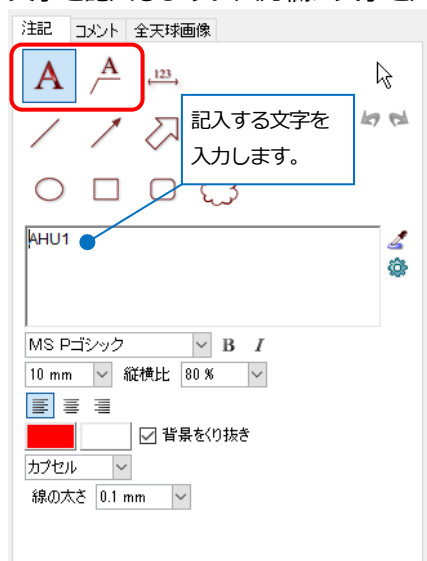 注記 コメント 全天球画像
A A 123
記入する文字を
入力します。
AHU1
MS Pゴシック B I
10 mm 縦横比 80 %
背景をくり抜き
カプセル
線の太さ 0.1 mm